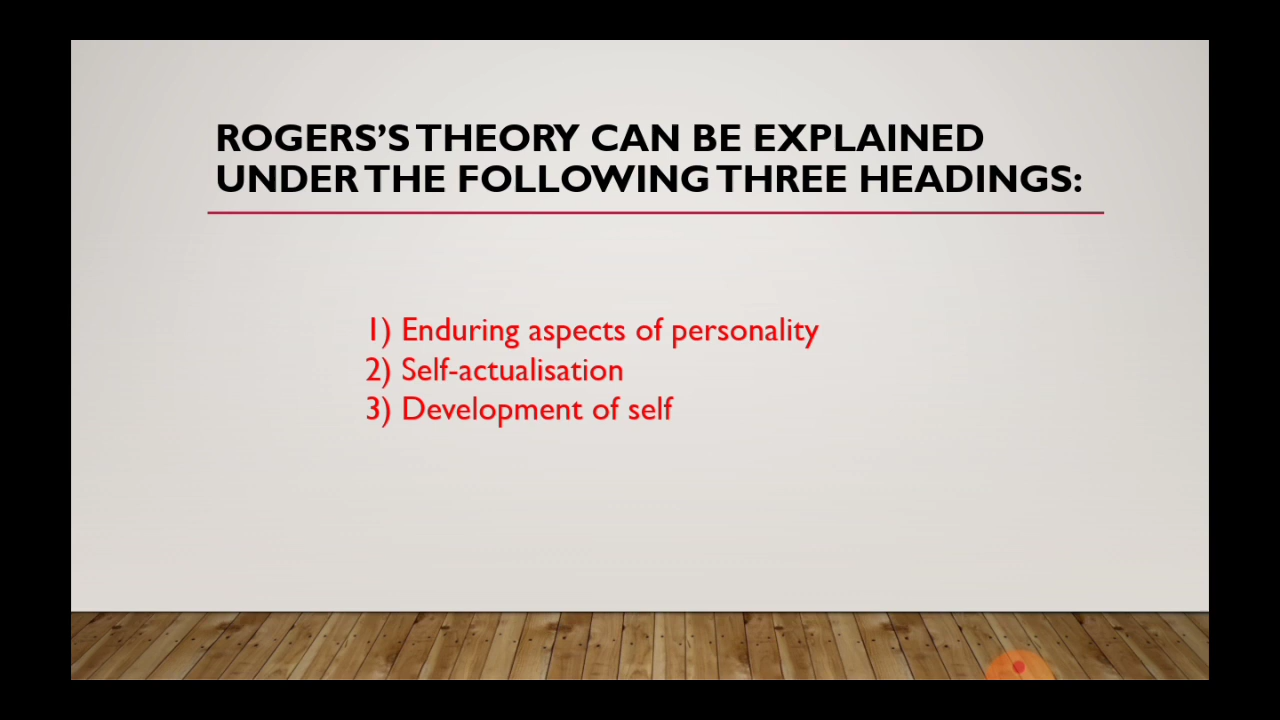 ROGERS’S THEORY CAN BE EXPLAINED
UNDER THE FOLLOWING THREE HEADINGS:
1) Enduring aspects of personality
2) Self-actualisation
3) Development of self